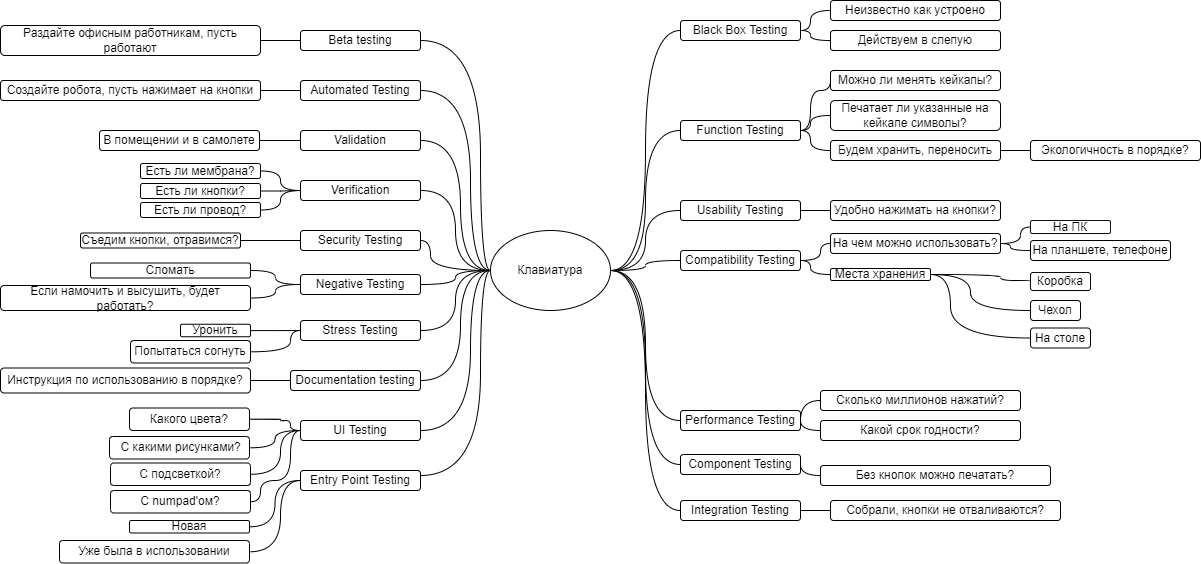 Клавиатура
Beta testing
Раздайте офисным работникам, пусть
работают
Automated Testing
Создайте робота, пусть нажимает на кнопки
Validation
В помещении и в самолете
Verification
Есть ли мембрана?
Есть ли кнопки?
Есть ли провод?
Security Testing
Съедим кнопки, отравимся?
Negative Testing
Сломать
Если намочить и высушить, будет
работать?
Stress Testing
Уронить
Попытаться согнуть
Documentation testing
Инструкция по использованию в порядке?
UI Testing
Какого цвета?
С какими рисунками?
С подсветкой?
С numpad'ом?
Entry Point Testing
Новая
Уже была в использовании
Black Box Testing
Неизвестно как устроено
Действуем в слепую
Function Testing
Можно ли менять кейкапы?
Печатает ли указанные на
кейкапе символы?
Будем хранить, переносить
Экологичность в порядке?
Usability Testing
Удобно нажимать на кнопки?
Compatibility Testing
На чем можно использовать?
На ПК
На планшете, телефоне
Места хранения
Коробка
Чехол
На столе
Performance Testing
Сколько миллионов нажатий?
Какой срок годности?
Component Testing
Без кнопок можно печатать?
Integration Testing
Собрали, кнопки не отваливаются?